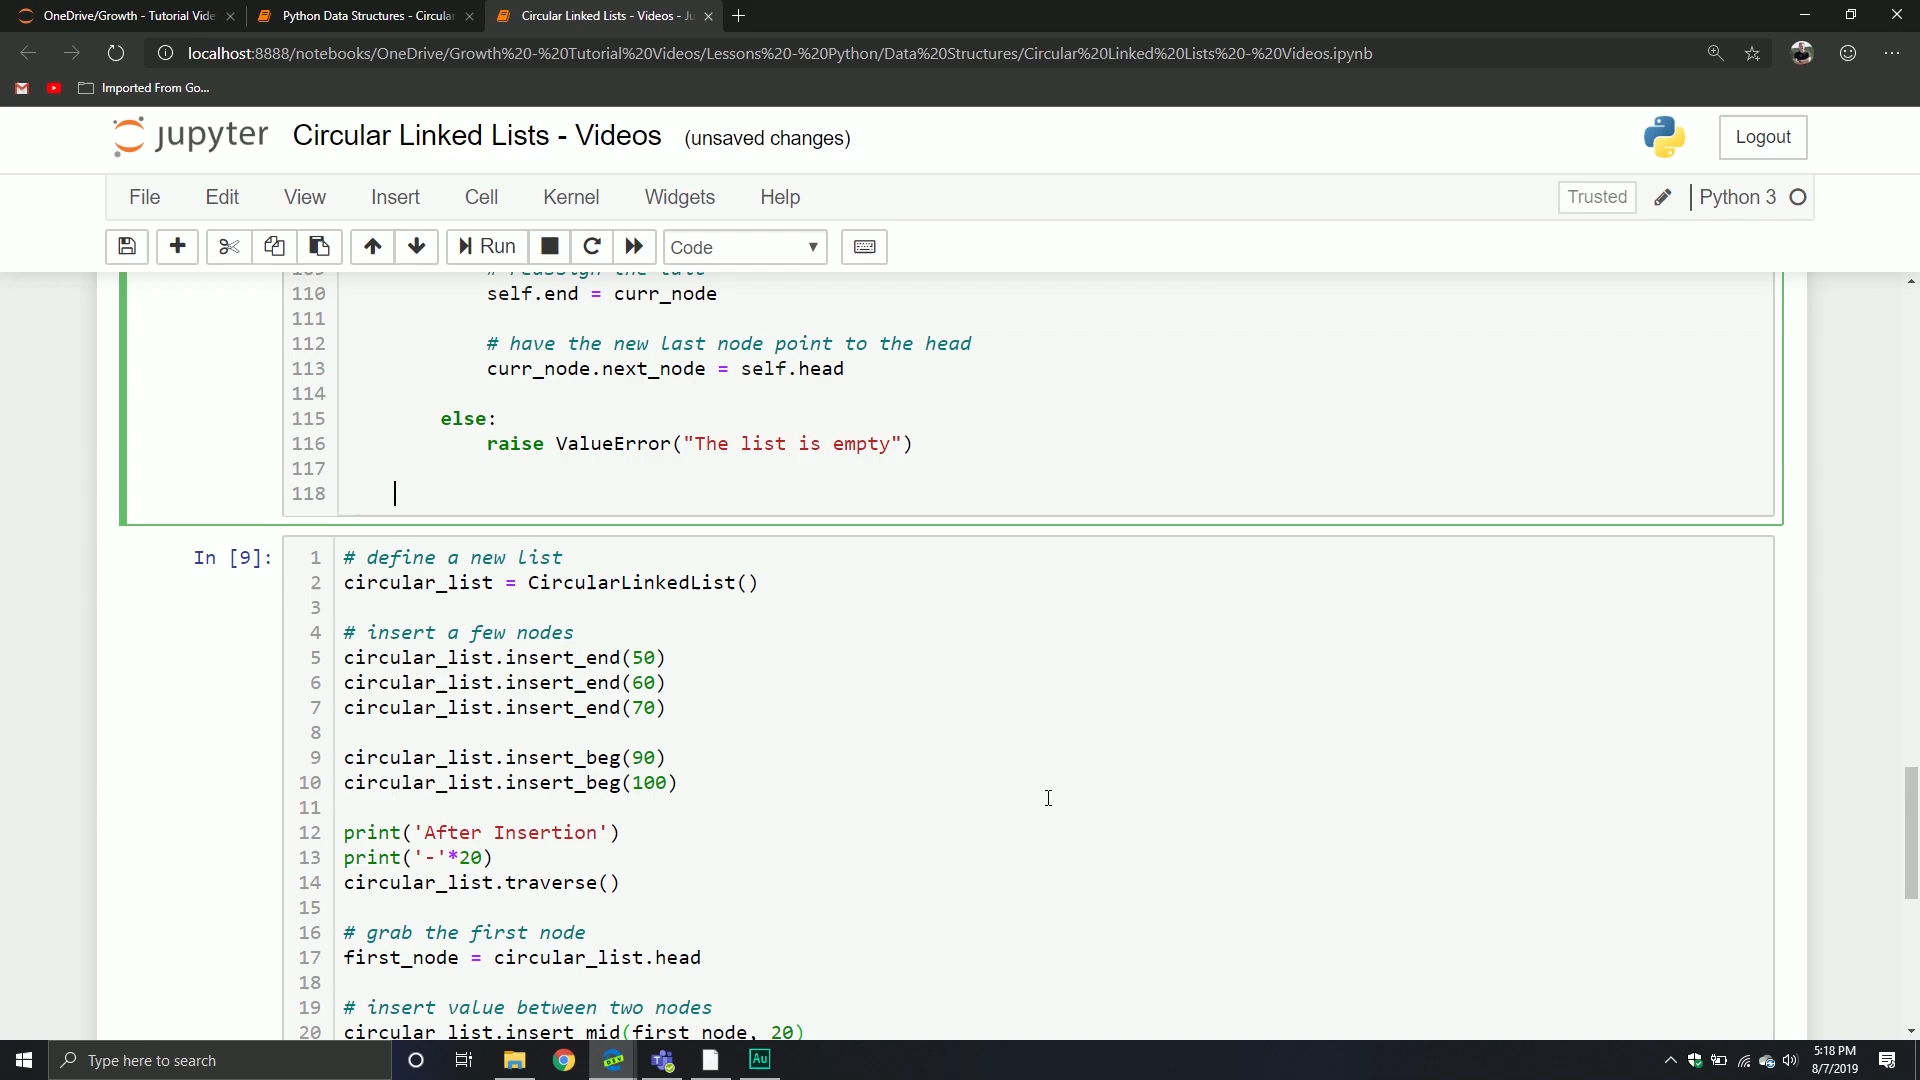 OneDrive/Growth - Tutorial Vide
Python Data Structures - Circular
Circular Linked Lists - Videos - Ju
localhost:8888/notebooks/OneDrive/Growth%20-%20Tutorial%20Videos/Lessons%20-%20Python/Data%20Structures/Circular%20Linked%20Lists%20-%20Videos.ipynb
Imported From Go...
jupyter Circular Linked Lists - Videos (unsaved changes)
Logout
File Edit View Insert Cell Kernel Widgets Help
Trusted Python 3
Run Code
109 # reassign the tail
110 self.end = curr_node
111
112 # have the new last node point to the head
113 curr_node.next_node = self.head
114
115 else:
116 raise ValueError("The list is empty")
117
118
In [9]:
1 # define a new list
2 circular_list = CircularLinkedList()
3
4 # insert a few nodes
5 circular_list.insert_end(50)
6 circular_list.insert_end(60)
7 circular_list.insert_end(70)
8
9 circular_list.insert_beg(90)
10 circular_list.insert_beg(100)
11
12 print('After Insertion')
13 print('-'*20)
14 circular_list.traverse()
15
16 # grab the first node
17 first_node = circular_list.head
18
19 # insert value between two nodes
20 circular_list.insert_mid(first_node, 20)
Type here to search
DEV
Au
5:18 PM
8/7/2019